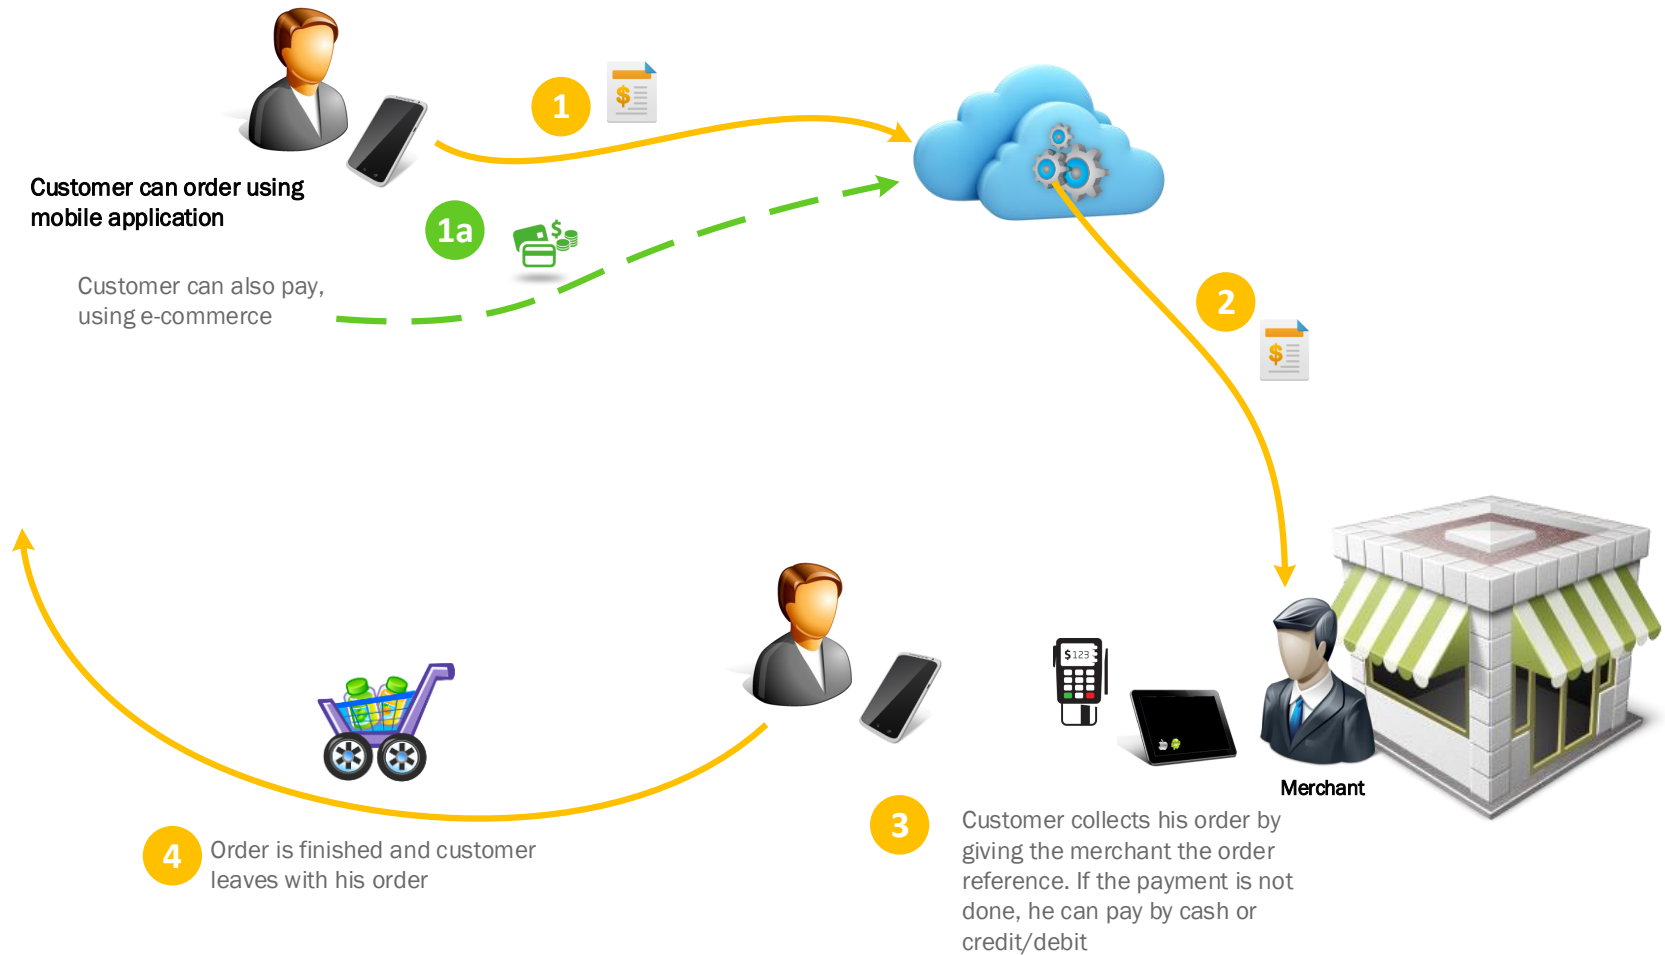 1
$
Customer can order using
mobile application
1a
$
Customer can also pay,
using e-commerce
2
$
$123
Merchant
3
Customer collects his order by
giving the merchant the order
reference. If the payment is not
done, he can pay by cash or
credit/debit
4
Order is finished and customer
leaves with his order